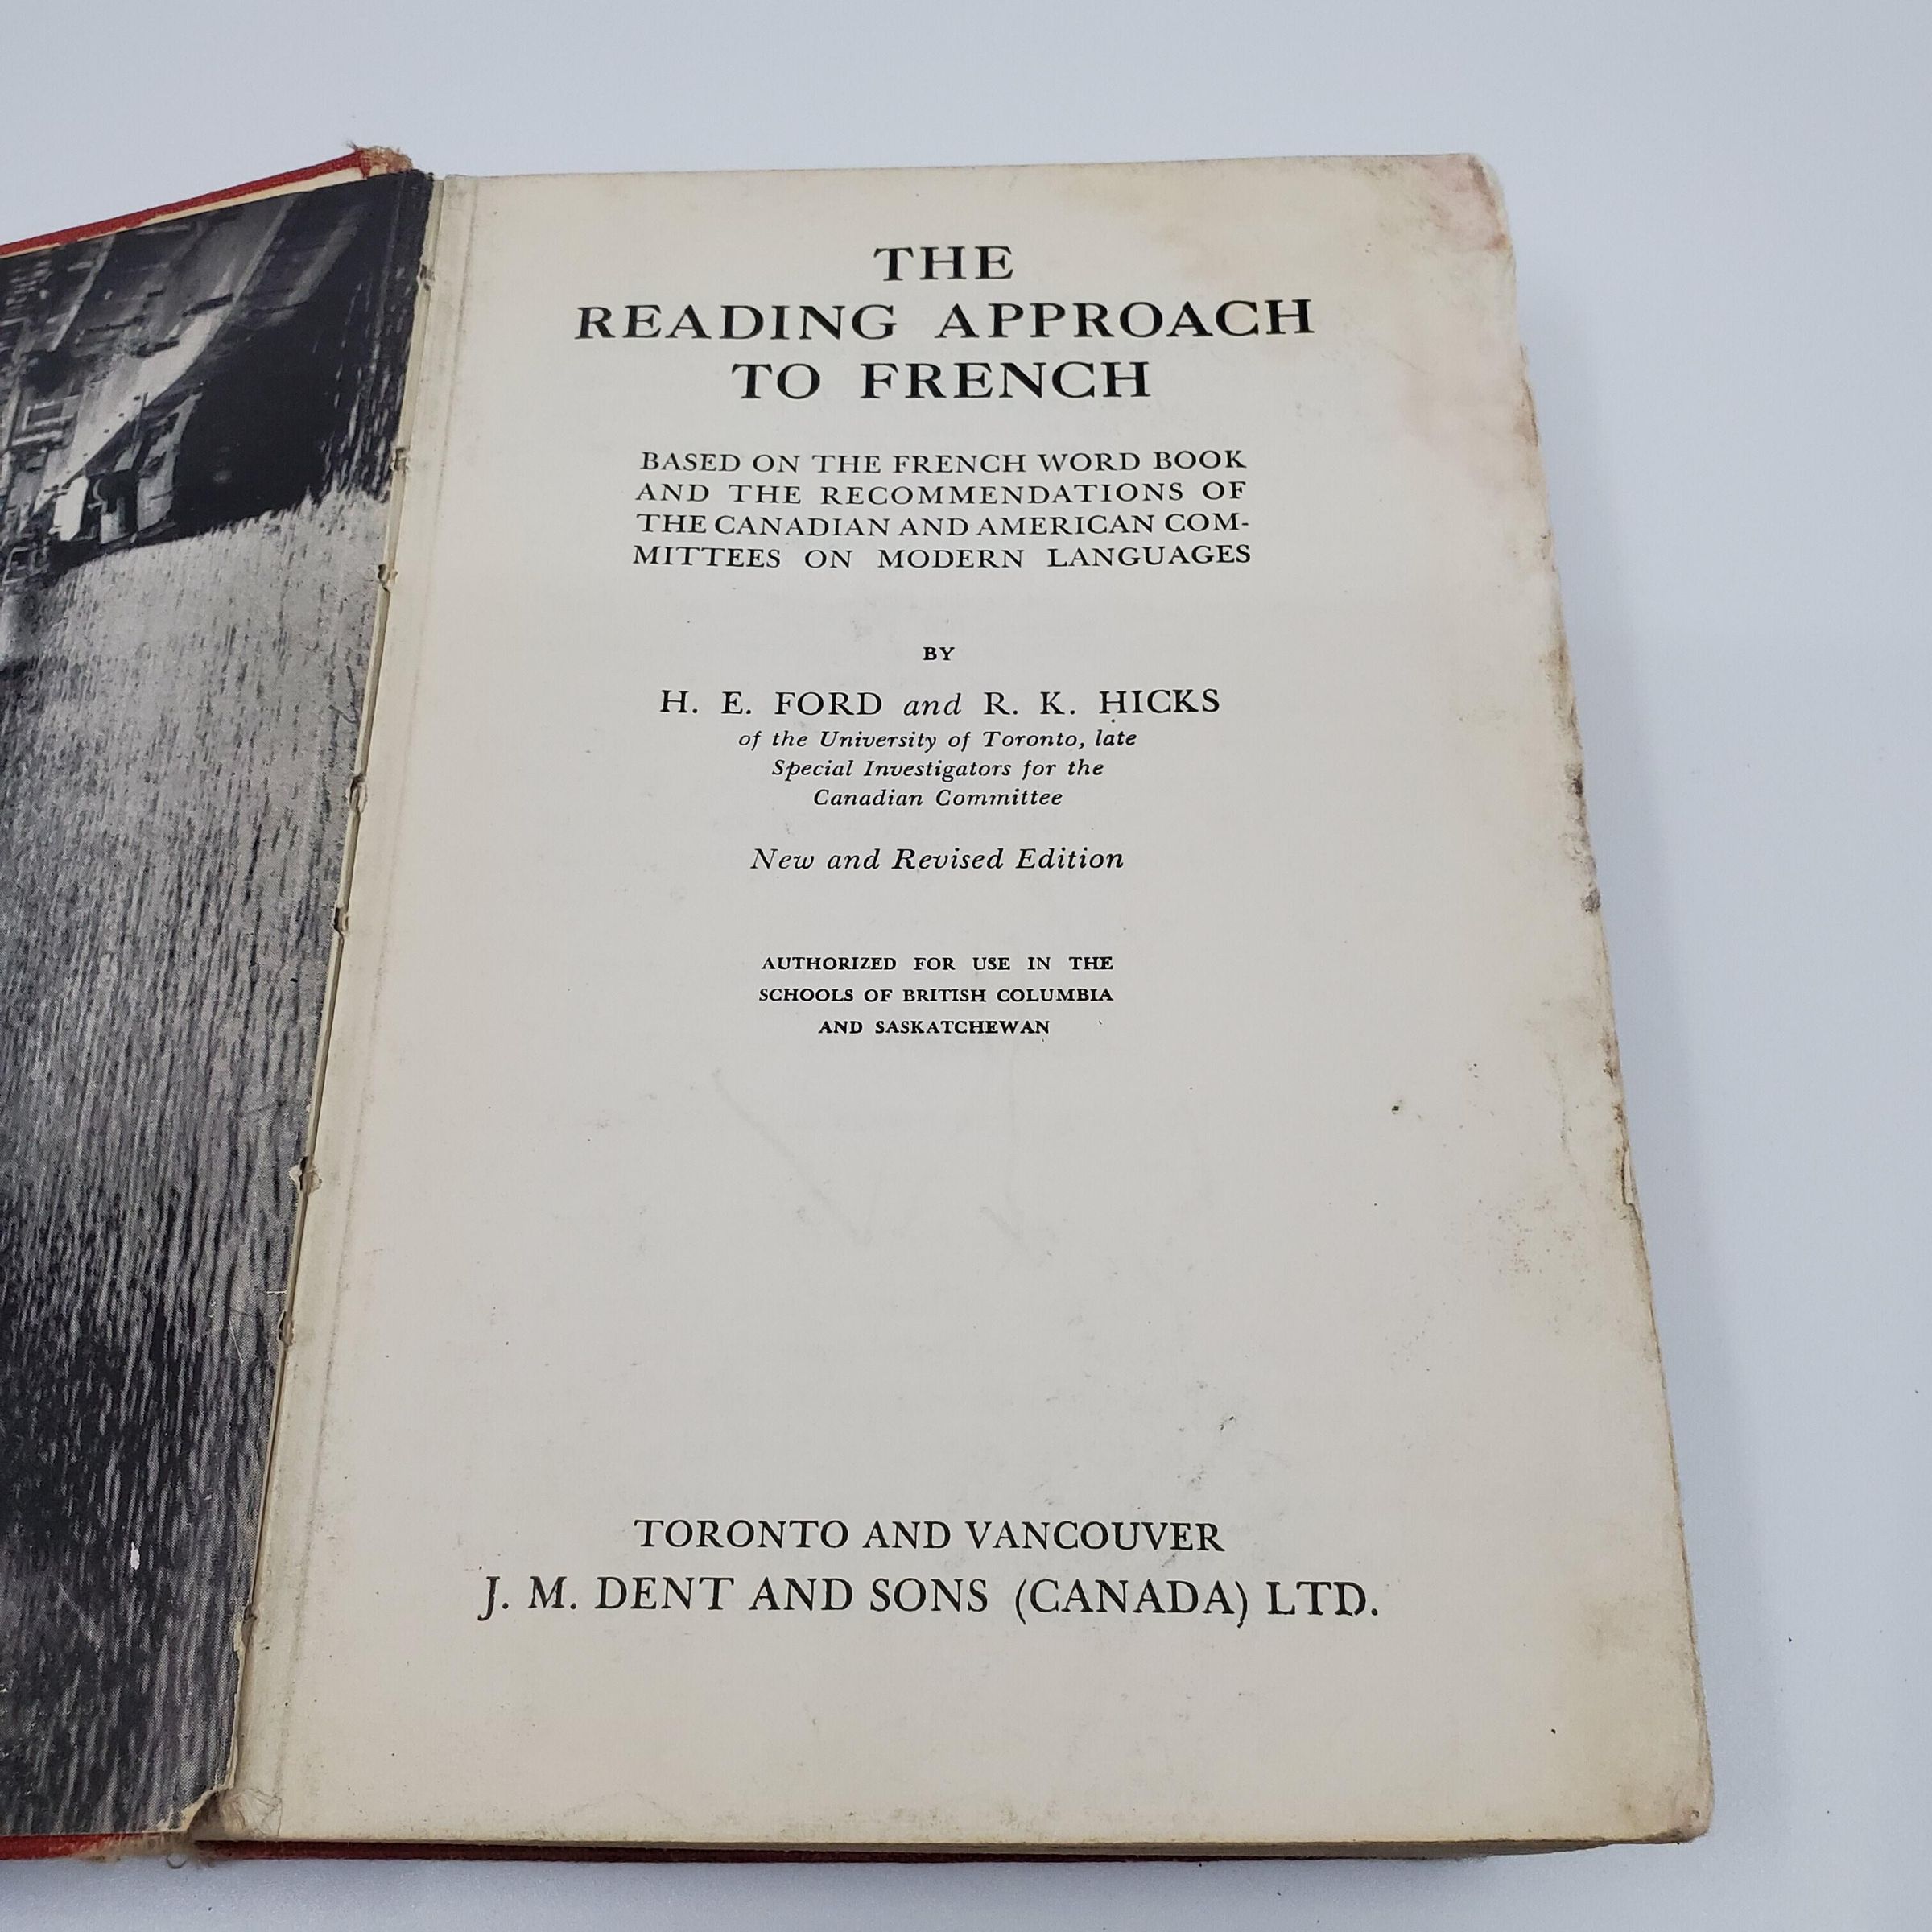 THE
READING APPROACH
TO FRENCH
BASED ON THE FRENCH WORD BOOK
AND THE RECOMMENDATIONS OF
THE CANADIAN AND AMERICAN COM-
MITTEES ON MODERN LANGUAGES
BY
H. E. FORD and R. K. HICKS
of the University of Toronto, late
Special Investigators for the
Canadian Committee
New and Revised Edition
AUTHORIZED FOR USE IN THE
SCHOOLS OF BRITISH COLUMBIA
AND SASKATCHEWAN
TORONTO AND VANCOUVER
J. M. DENT AND SONS (CANADA) LTD.